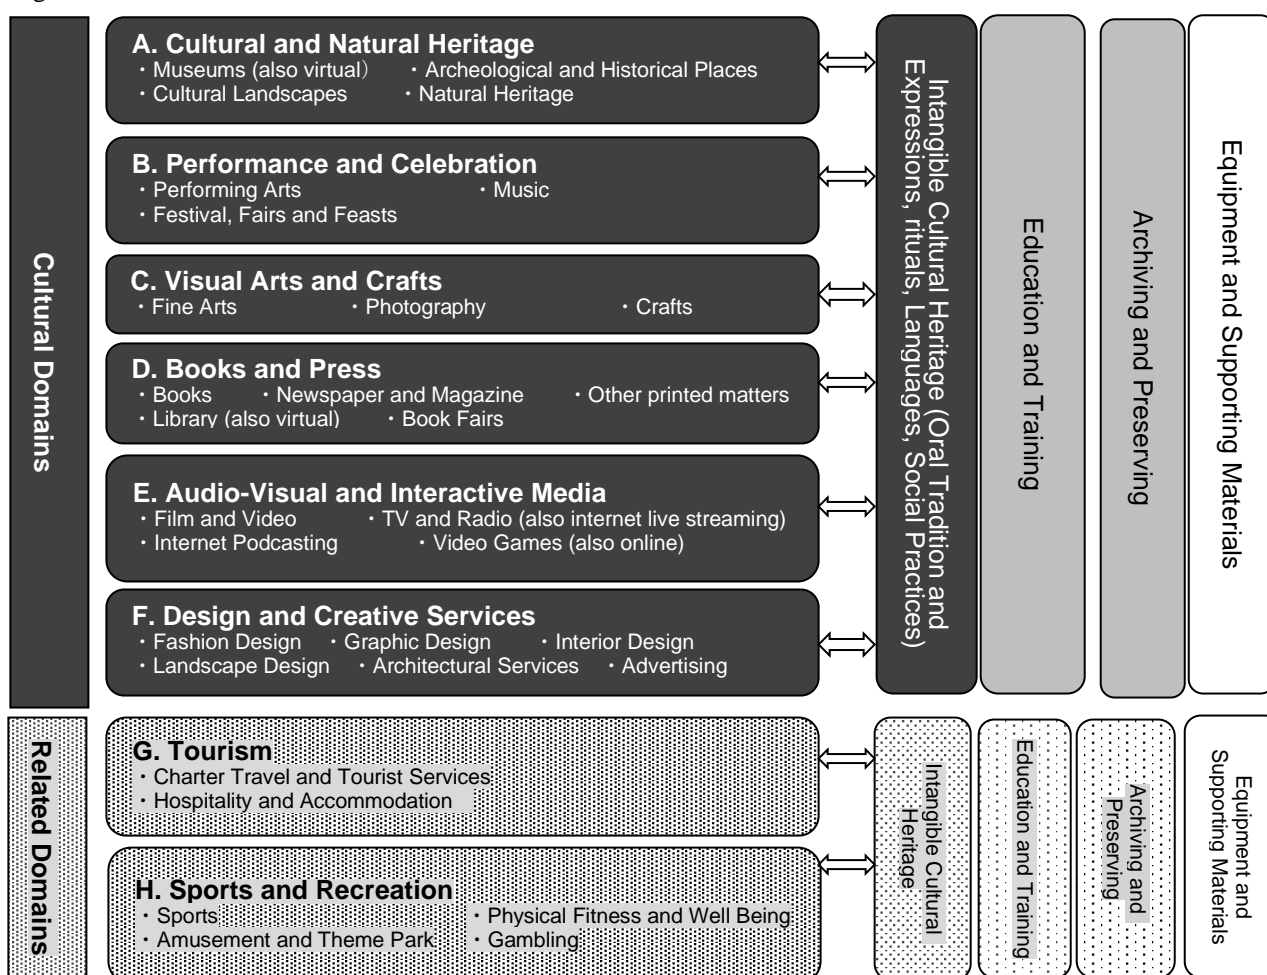 Cultural Domains
A. Cultural and Natural Heritage
・Museums (also virtual) ・Archeological and Historical Places
・Cultural Landscapes ・Natural Heritage
B. Performance and Celebration
・Performing Arts ・Music
・Festival, Fairs and Feasts
C. Visual Arts and Crafts
・Fine Arts ・Photography ・Crafts
D. Books and Press
・Books ・Newspaper and Magazine ・Other printed matters
・Library (also virtual) ・Book Fairs
E. Audio-Visual and Interactive Media
・Film and Video ・TV and Radio (also internet live streaming)
・Internet Podcasting ・Video Games (also online)
F. Design and Creative Services
・Fashion Design ・Graphic Design ・Interior Design
・Landscape Design ・Architectural Services ・Advertising
Intangible Cultural Heritage (Oral Tradition and
Expressions, rituals, Languages, Social Practices)
Education and Training
Archiving and Preserving
Equipment and Supporting Materials
Related Domains
G. Tourism
・Charter Travel and Tourist Services
・Hospitality and Accommodation
H. Sports and Recreation
・Sports ・Physical Fitness and Well Being
・Amusement and Theme Park ・Gambling
Intangible Cultural
Heritage
Education and Training
Archiving and
Preserving
Equipment and
Supporting Materials